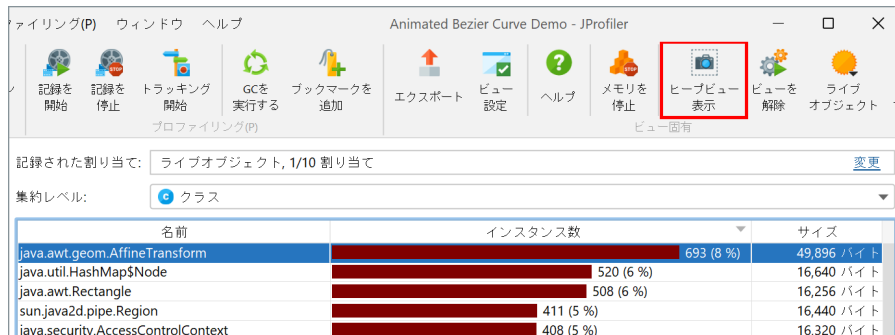 ファイリング(P) ウィンドウ ヘルプ
Animated Bezier Curve Demo - JProfiler
記録を
開始
記録を
停止
トラッキング
開始
GCを
実行する
ブックマークを
追加
エクスポート
ビュー
設定
ヘルプ
メモリを
停止
ヒープビュー
表示
ビューを
解除
ライブ
オブジェクト
プロファイリング(P)
ビュー固有
記録された割り当て: ライブオブジェクト, 1/10 割り当て 変更
集約レベル: C クラス
名前 インスタンス数 サイズ
java.awt.geom.AffineTransform 693 (8 %) 49,896 バイト
java.util.HashMap$Node 520 (6 %) 16,640 バイト
java.awt.Rectangle 508 (6 %) 16,256 バイト
sun.java2d.pipe.Region 411 (5 %) 16,440 バイト
java.security.AccessControlContext 408 (5 %) 16,320 バイト